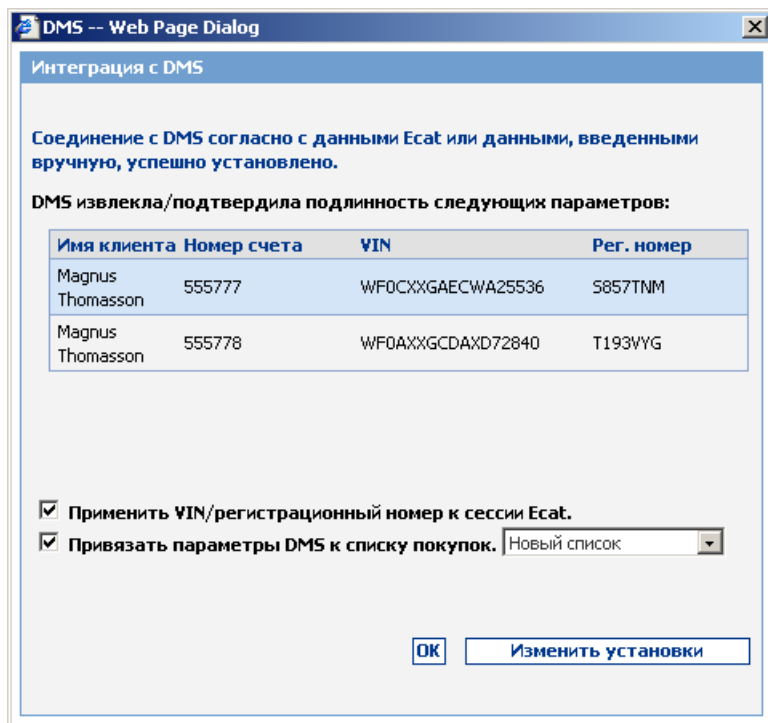 DMS -- Web Page Dialog
Интеграция с DMS
Соединение с DMS согласно с данными Ecat или данными, введенными
вручную, успешно установлено.
DMS извлекла/подтвердила подлинность следующих параметров:
Имя клиента Номер счета VIN Рег. номер
Magnus
Thomasson 555777 WF0CXXGAECWA25536 S857TNM
Magnus
Thomasson 555778 WF0AXXGCDAXD72840 T193VYG
Применить VIN/регистрационный номер к сессии Ecat.
Привязать параметры DMS к списку покупок. Новый список
OK Изменить установки